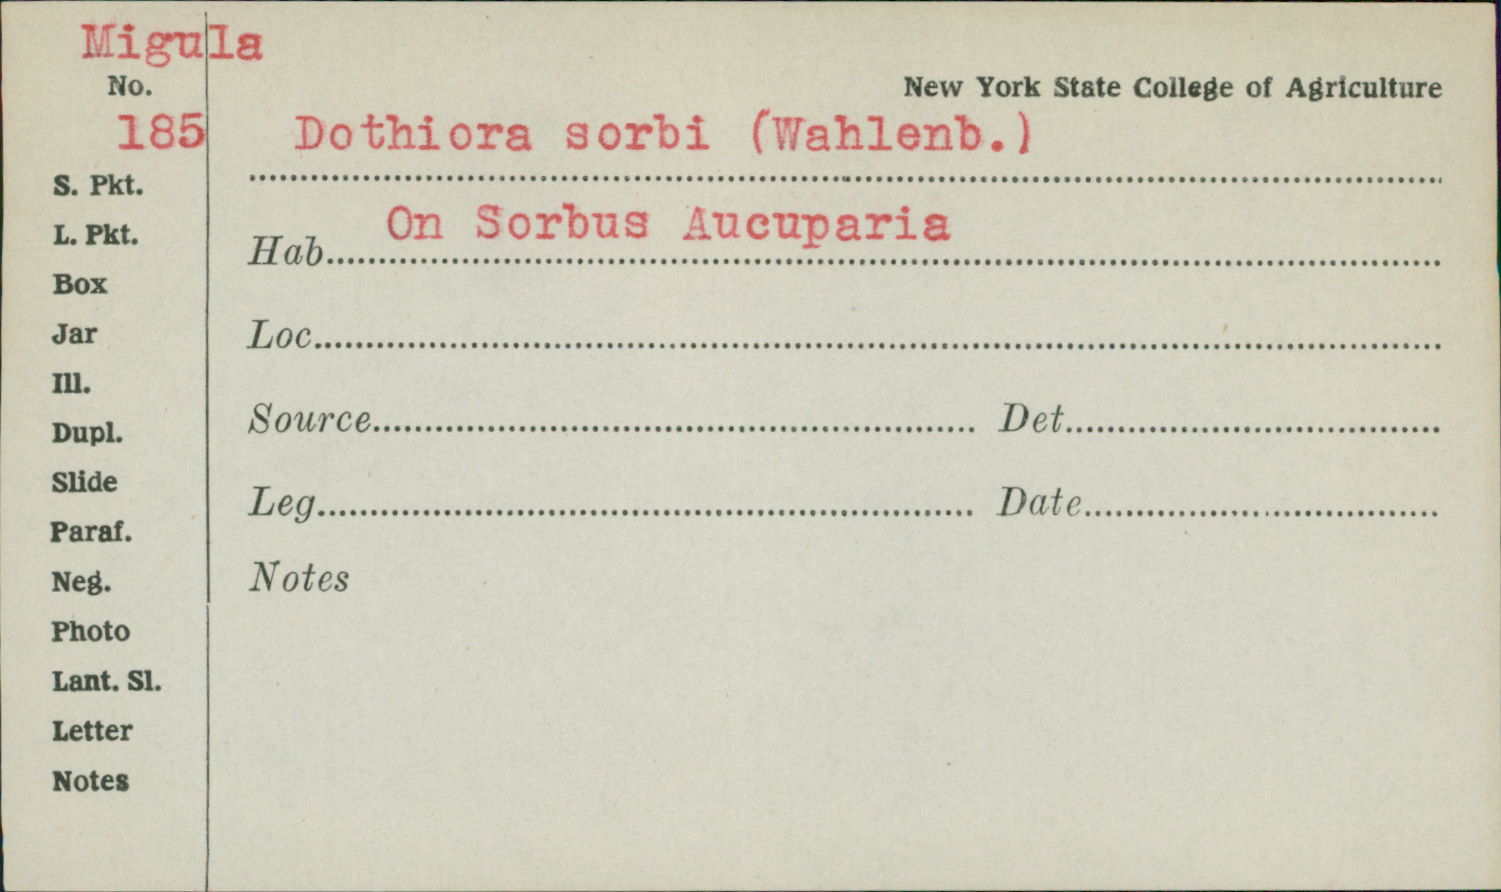 Migula
No.
New York State College of Agriculture
185
Dothiora sorbi (Wahlenb.)
S. Pkt.
On Sorbus Aucuparia
L. Pkt.
Hab
Box
Jar
Loc
Ill.
Source
Det
Dupl.
Slide
Leg
Date
Paraf.
Neg.
Notes
Photo
Lant. Sl.
Letter
Notes